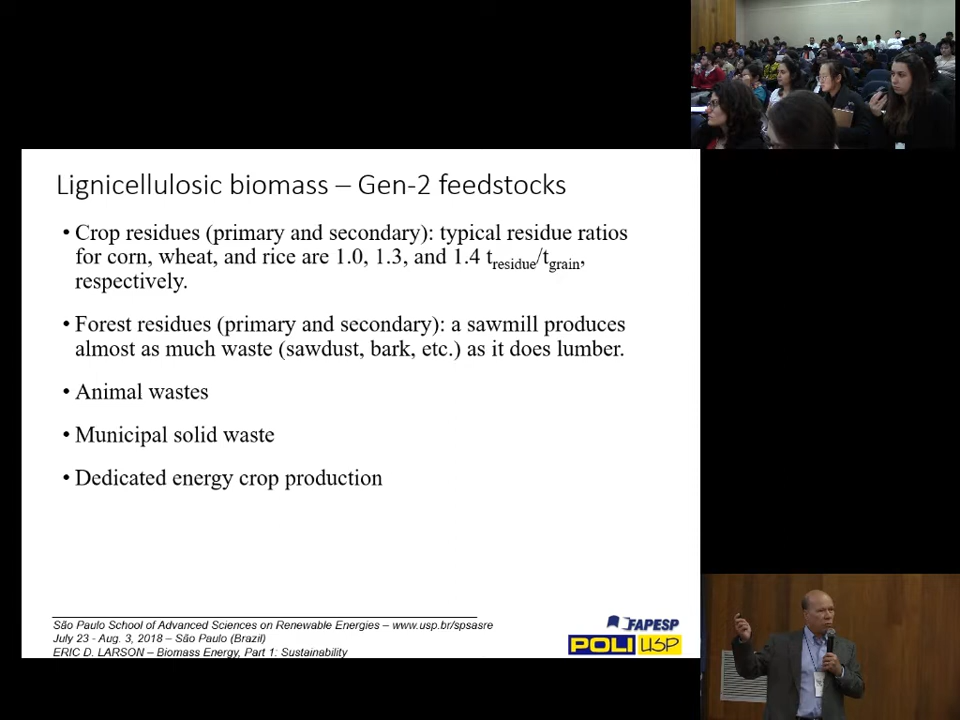 Lignicellulosic biomass – Gen-2 feedstocks
• Crop residues (primary and secondary): typical residue ratios
for corn, wheat, and rice are 1.0, 1.3, and 1.4 tresidue/tgrain,
respectively.
• Forest residues (primary and secondary): a sawmill produces
almost as much waste (sawdust, bark, etc.) as it does lumber.
• Animal wastes
• Municipal solid waste
• Dedicated energy crop production
São Paulo School of Advanced Sciences on Renewable Energies – www.usp.br/spsasre
July 23 - Aug. 3, 2018 – São Paulo (Brazil)
ERIC D. LARSON – Biomass Energy, Part 1: Sustainability
FAPESP
POLI USP